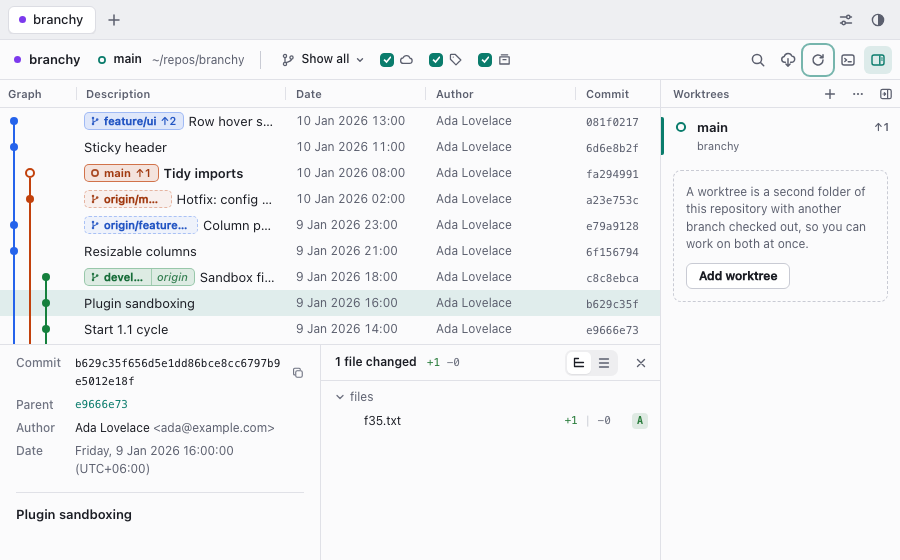 branchy
branchy main ~/repos/branchy Show all
Graph Description Date Author Commit
feature/ui ↑2 Row hover s... 10 Jan 2026 13:00 Ada Lovelace 081f0217
Sticky header 10 Jan 2026 11:00 Ada Lovelace 6d6e8b2f
main ↑1 Tidy imports 10 Jan 2026 08:00 Ada Lovelace fa294991
origin/m... Hotfix: config ... 10 Jan 2026 02:00 Ada Lovelace a23e753c
origin/feature... Column p... 9 Jan 2026 23:00 Ada Lovelace e79a9128
Resizable columns 9 Jan 2026 21:00 Ada Lovelace 6f156794
devel... origin Sandbox fi... 9 Jan 2026 18:00 Ada Lovelace c8c8ebca
Plugin sandboxing 9 Jan 2026 16:00 Ada Lovelace b629c35f
Start 1.1 cycle 9 Jan 2026 14:00 Ada Lovelace e9666e73
Commit b629c35f656d5e1dd86bce8cc6797b9
e5012e18f
Parent e9666e73
Author Ada Lovelace <ada@example.com>
Date Friday, 9 Jan 2026 16:00:00
(UTC+06:00)
Plugin sandboxing
1 file changed +1 −0
files
f35.txt +1 | −0 A
Worktrees
main ↑1
branchy
A worktree is a second folder of
this repository with another
branch checked out, so you can
work on both at once.
Add worktree